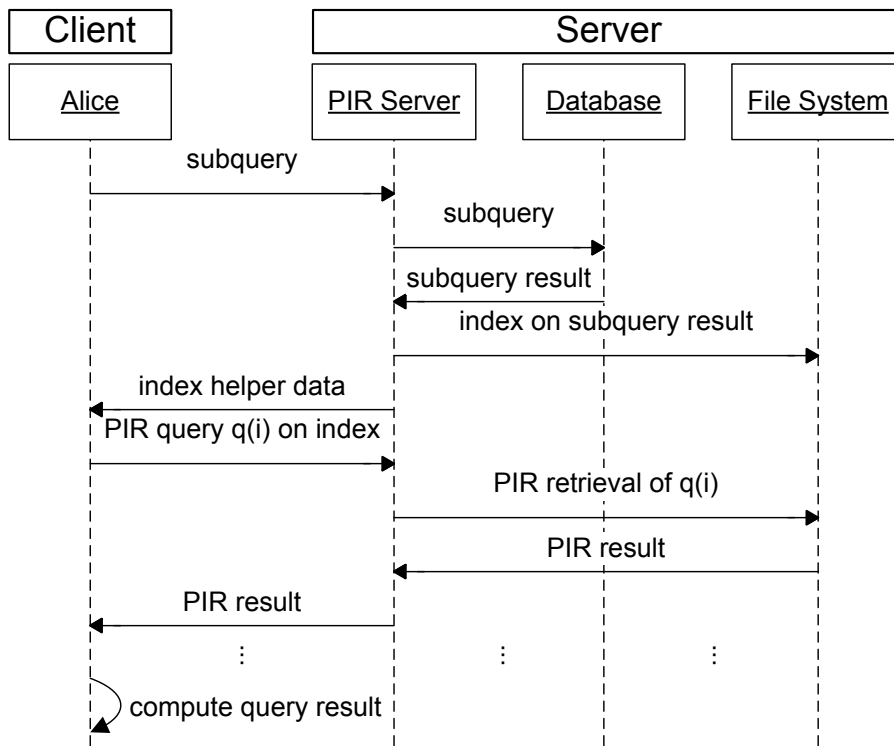 Client
Server
Alice
PIR Server
Database
File System
subquery
subquery
subquery result
index on subquery result
index helper data
PIR query q(i) on index
PIR retrieval of q(i)
PIR result
PIR result
⋮ ⋮ ⋮
compute query result